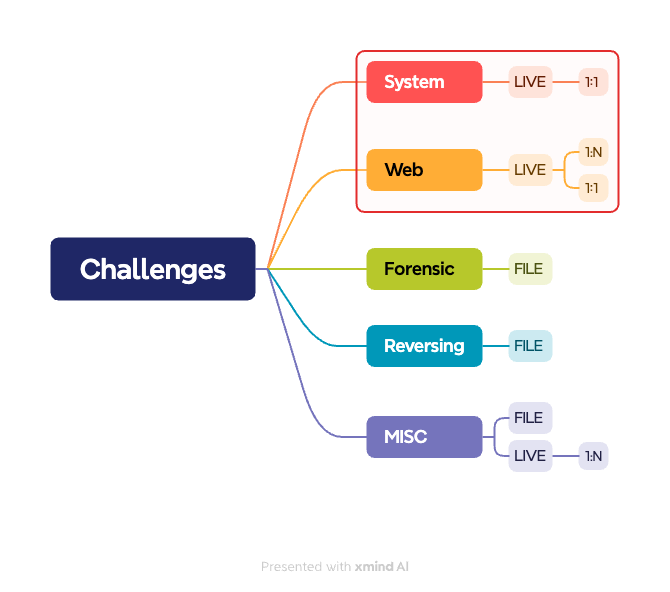 System
LIVE
1:1
Web
LIVE
1:N
1:1
Challenges
Forensic
FILE
Reversing
FILE
MISC
FILE
LIVE
1:N
Presented with xmind AI